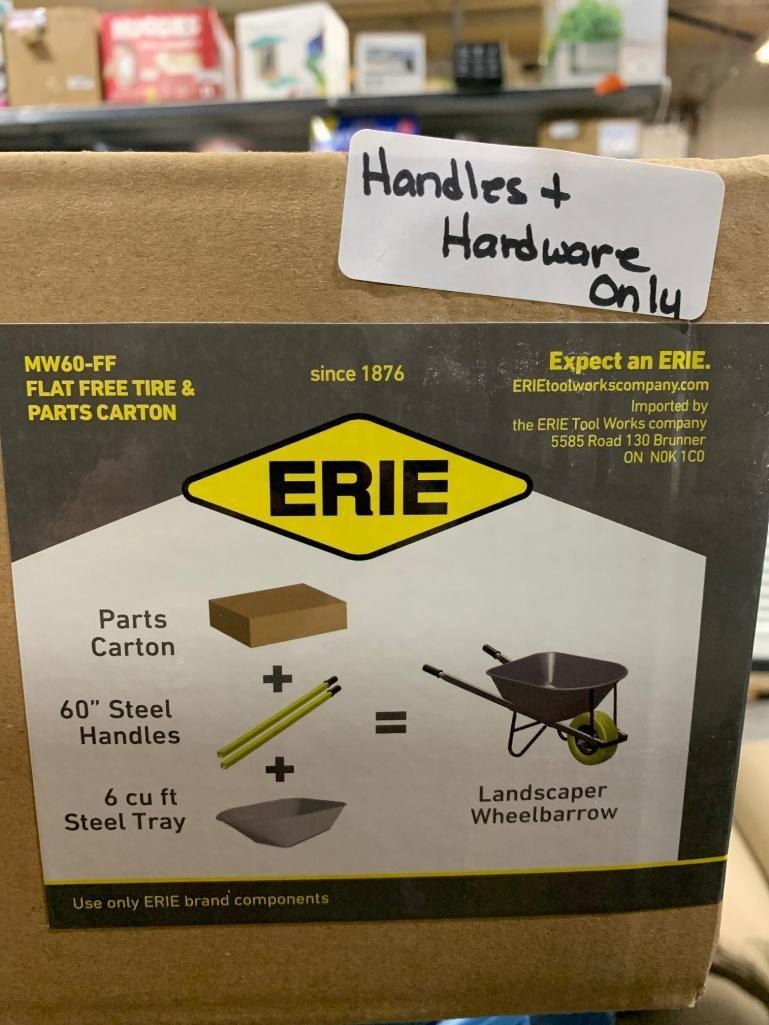 HUGGIES
Handles +
Hardware
Only
MW60-FF
FLAT FREE TIRE &
PARTS CARTON
since 1876
Expect an ERIE.
ERIEtoolworkscompany.com
Imported by
the ERIE Tool Works company
5585 Road 130 Brunner
ON N0K 1C0
ERIE
Parts
Carton
+
60” Steel
Handles
+
6 cu ft
Steel Tray
=
Landscaper
Wheelbarrow
Use only ERIE brand components